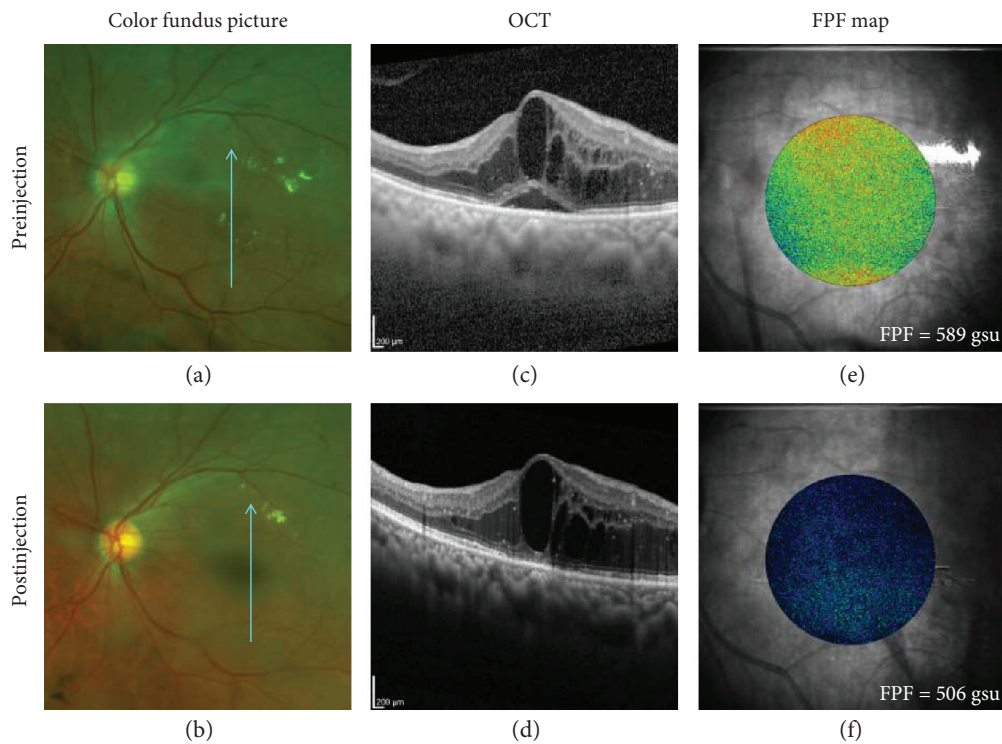 Color fundus picture
OCT
FPF map
Preinjection
200 µm
FPF = 589 gsu
(a)
(c)
(e)
Postinjection
200 µm
FPF = 506 gsu
(b)
(d)
(f)